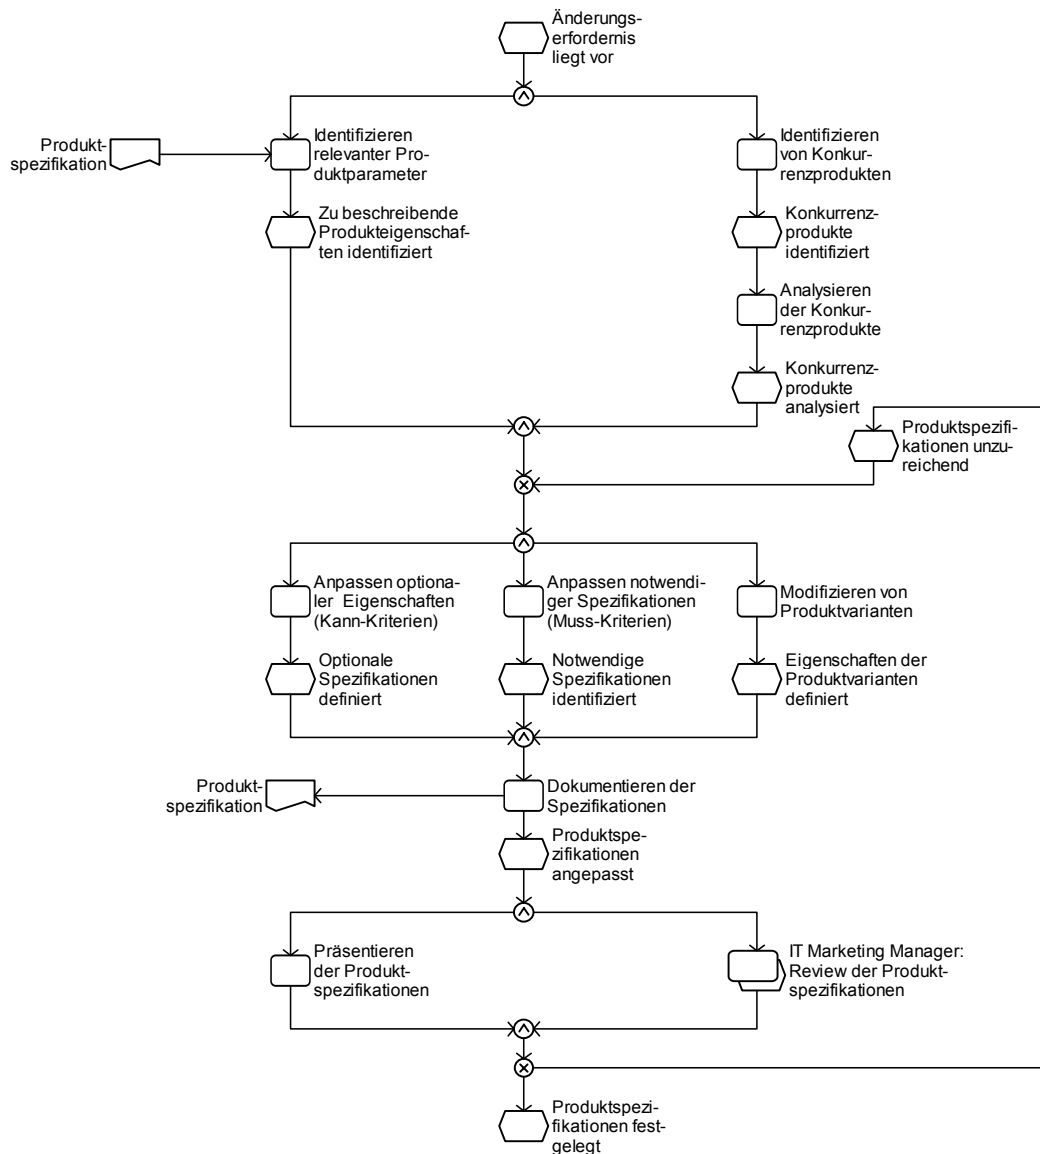 Änderungs-
erfordernis
liegt vor
Produkt-
spezifikation
Identifizieren
relevanter Pro-
duktparameter
Identifizieren
von Konkur-
renzprodukten
Zu beschreibende
Produkteigenschaf-
ten identifiziert
Konkurrenz-
produkte
identifiziert
Analysieren
der Konkur-
renzprodukte
Konkurrenz-
produkte
analysiert
Produktspezifi-
kationen unzu-
reichend
Anpassen optiona-
ler Eigenschaften
(Kann-Kriterien)
Anpassen notwendi-
ger Spezifikationen
(Muss-Kriterien)
Modifizieren von
Produktvarianten
Optionale
Spezifikationen
definiert
Notwendige
Spezifikationen
identifiziert
Eigenschaften der
Produktvarianten
definiert
Produkt-
spezifikation
Dokumentieren der
Spezifikationen
Produktspe-
zifikationen
angepasst
Präsentieren
der Produkt-
spezifikationen
IT Marketing Manager:
Review der Produkt-
spezifikationen
Produktspezi-
fikationen fest-
gelegt